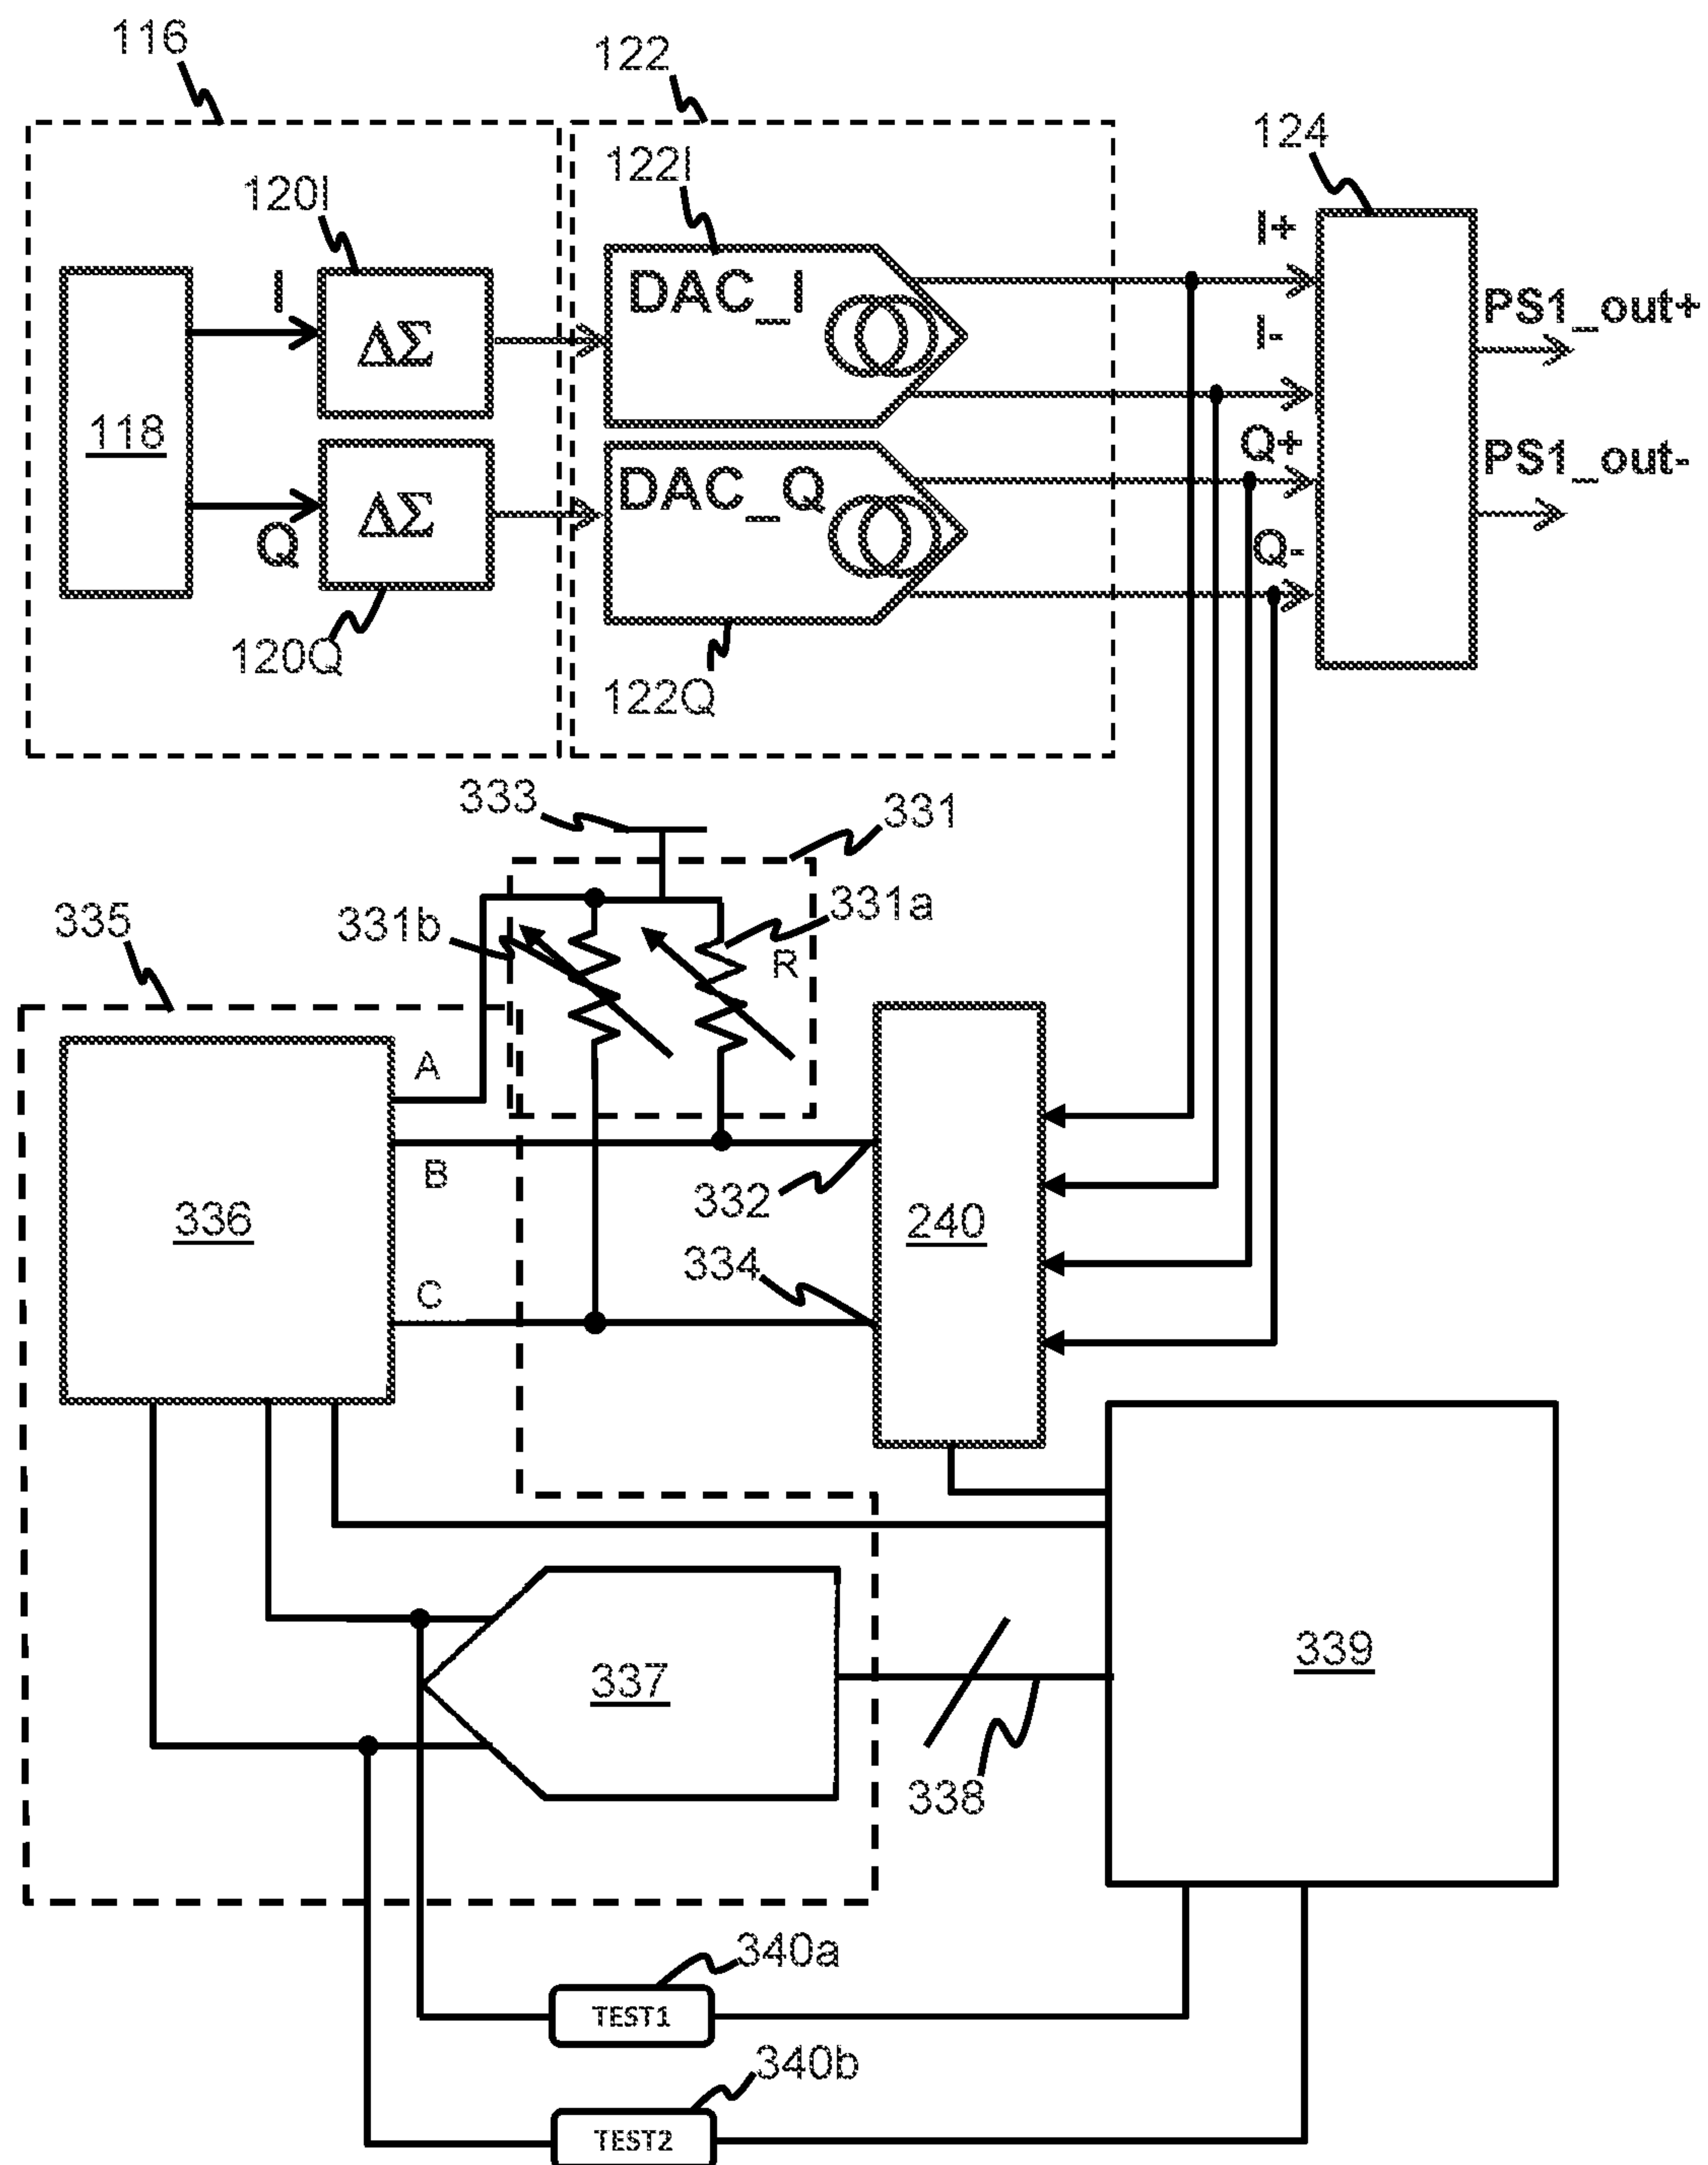 116
122
124
120I
122I
I+
I
DAC_I
I-
PS1_out+
ΔΣ
118
Q+
PS1_out-
DAC_Q
ΔΣ
Q
Q-
120Q
122Q
333
331
331b
331a
335
R
A
B
332
336
240
334
C
337
339
338
340a
TEST1
340b
TEST2